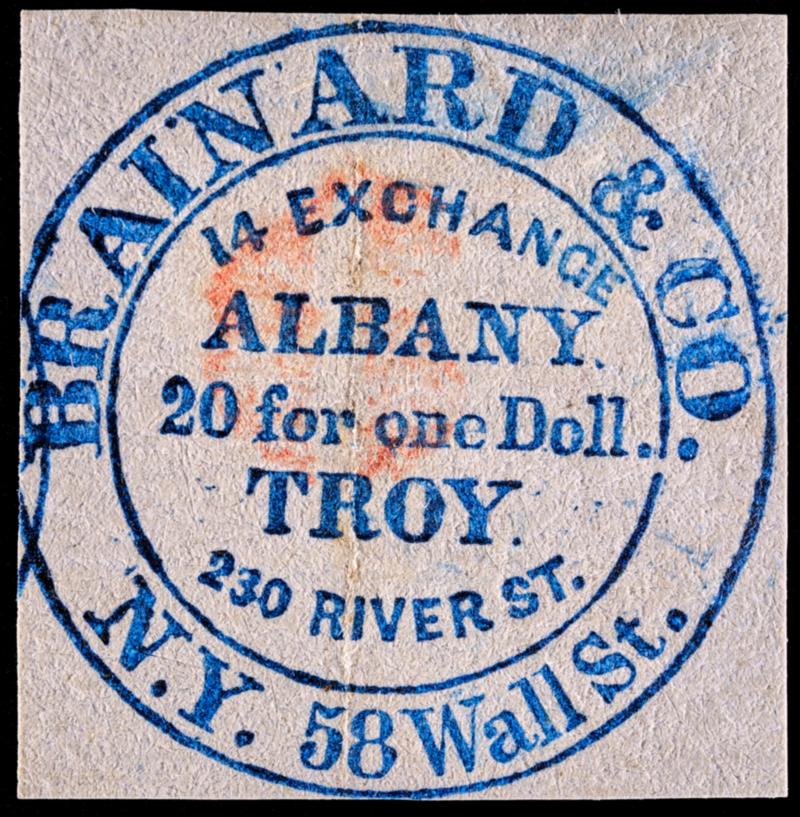 BRAINARD & CO.
14 EXCHANGE
ALBANY.
20 for one Doll..
TROY.
230 RIVER ST.
N.Y. 58 Wall St.